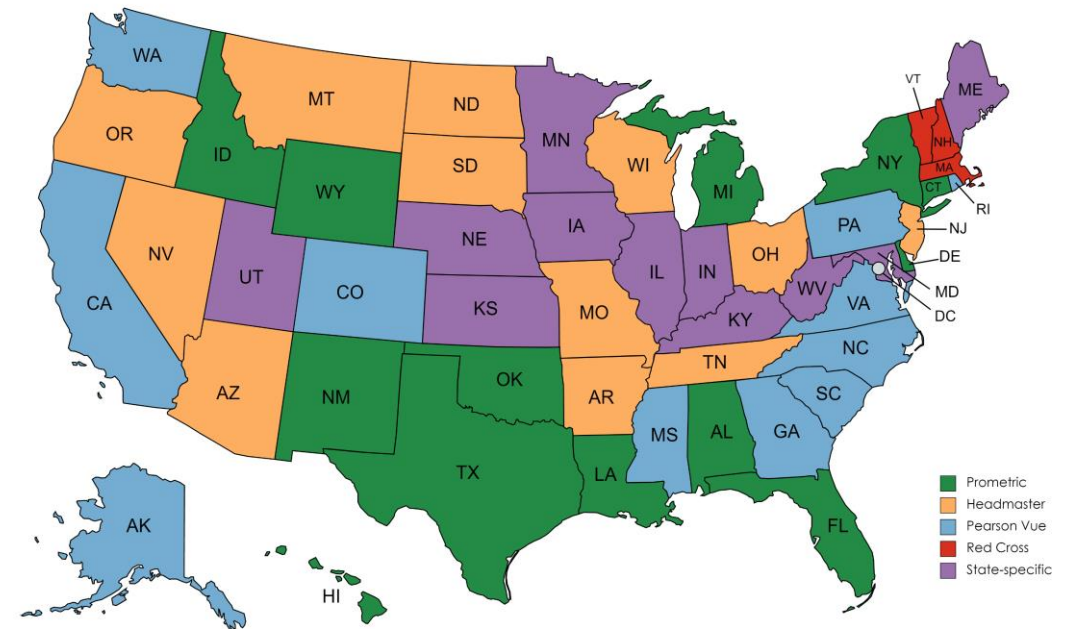 WA
VT
ME
MT
ND
MN
OR
NH
ID
SD
WI
NY
MA
WY
MI
CT
RI
PA
NJ
NE
IA
OH
NV
DE
UT
IL
IN
CO
WV
MD
CA
VA
KS
DC
MO
KY
NC
TN
OK
AZ
NM
AR
SC
MS
AL
GA
TX
LA
Prometric
Headmaster
AK
FL
Pearson Vue
Red Cross
State-specific
HI